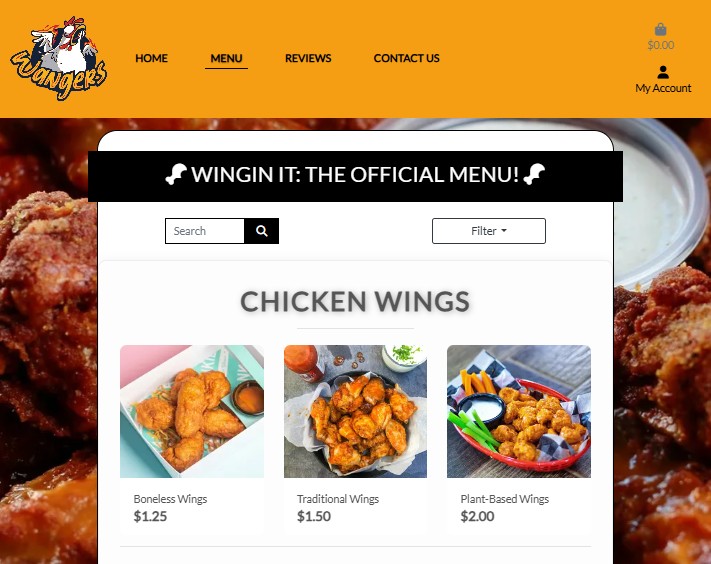 Wangers
HOME
MENU
REVIEWS
CONTACT US
$0.00
My Account
WINGIN IT: THE OFFICIAL MENU!
Search
Filter
CHICKEN WINGS
Boneless Wings
$1.25
Traditional Wings
$1.50
Plant-Based Wings
$2.00